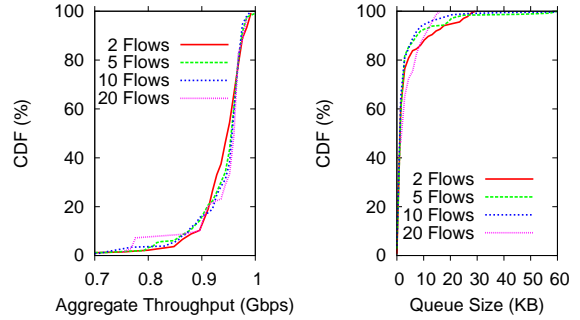 100
80
60
40
20
0
CDF (%)
2 Flows
5 Flows
10 Flows
20 Flows
0.7 0.8 0.9 1
Aggregate Throughput (Gbps)
100
80
60
40
20
0
CDF (%)
2 Flows
5 Flows
10 Flows
20 Flows
0 10 20 30 40 50 60
Queue Size (KB)